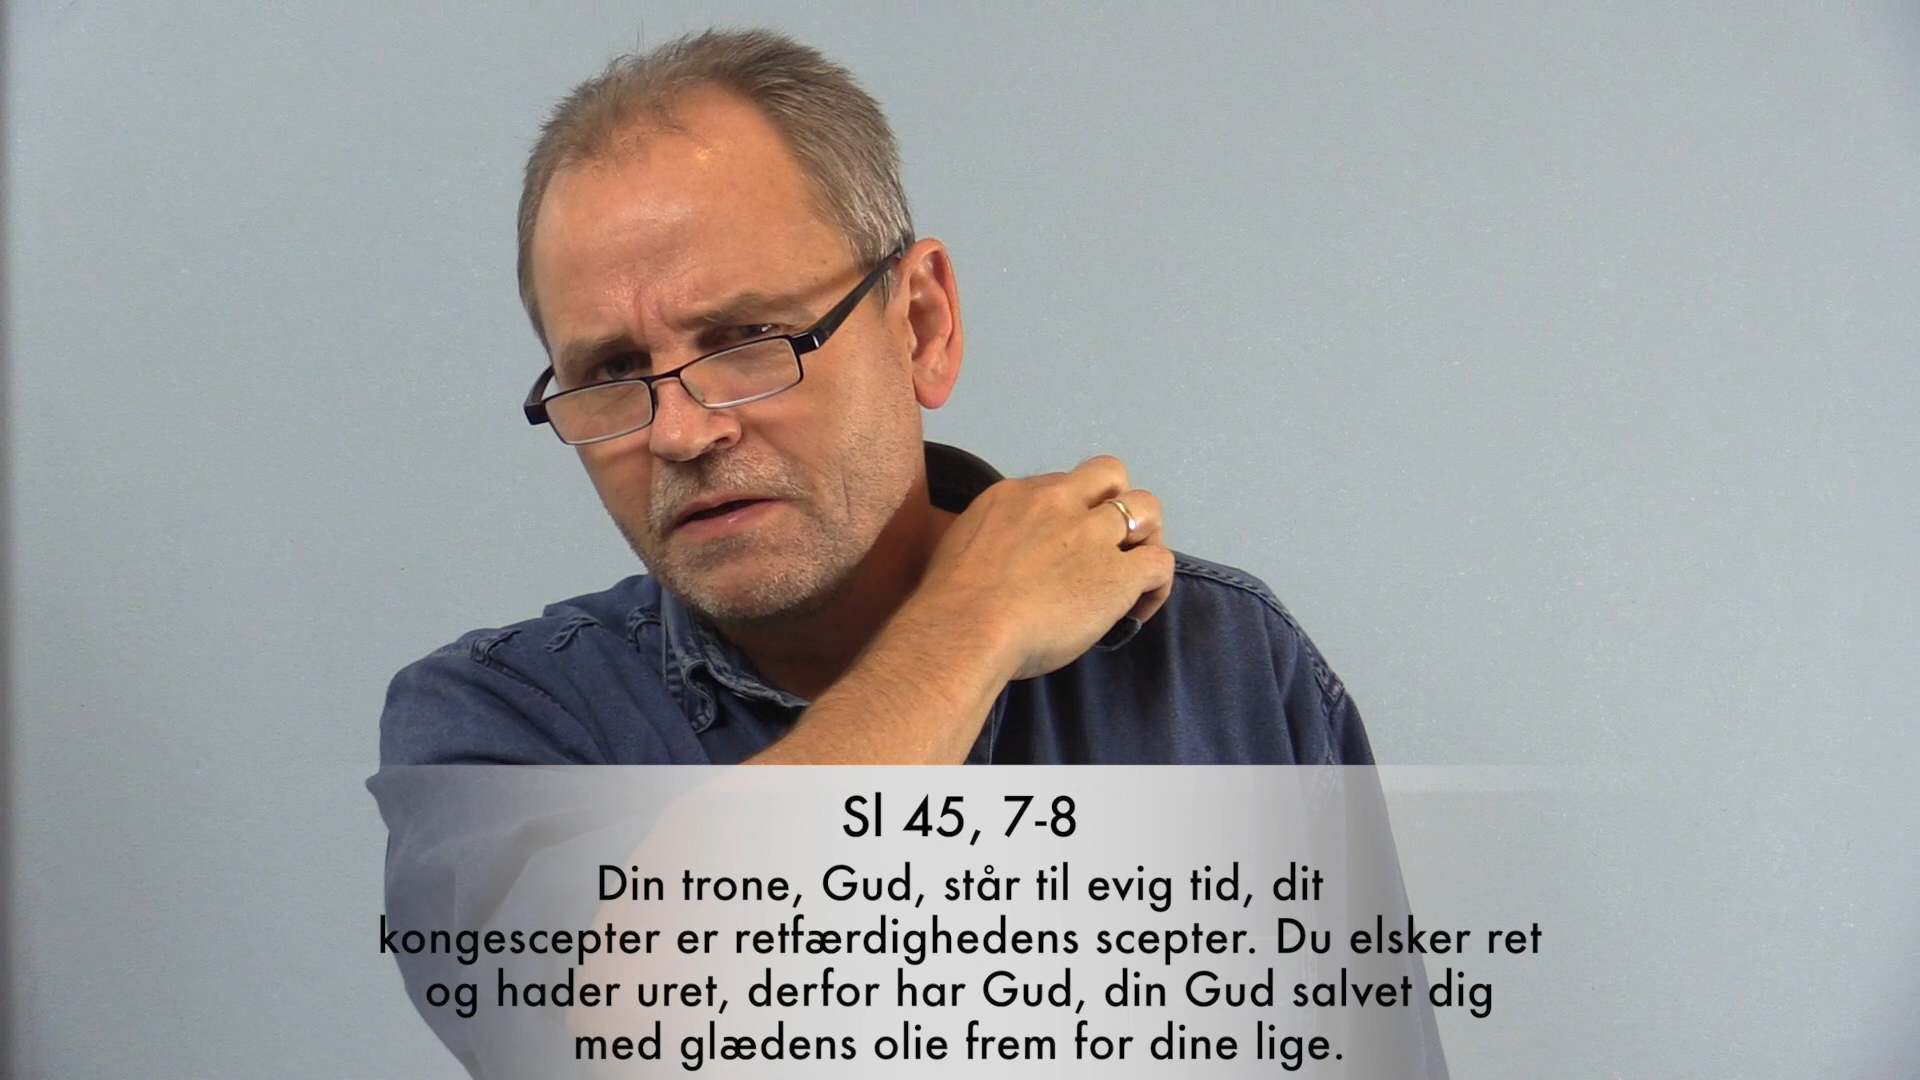 Sl 45, 7-8
Din trone, Gud, står til evig tid, dit
kongescepter er retfærdighedens scepter. Du elsker ret
og hader uret, derfor har Gud, din Gud salvet dig
med glædens olie frem for dine lige.